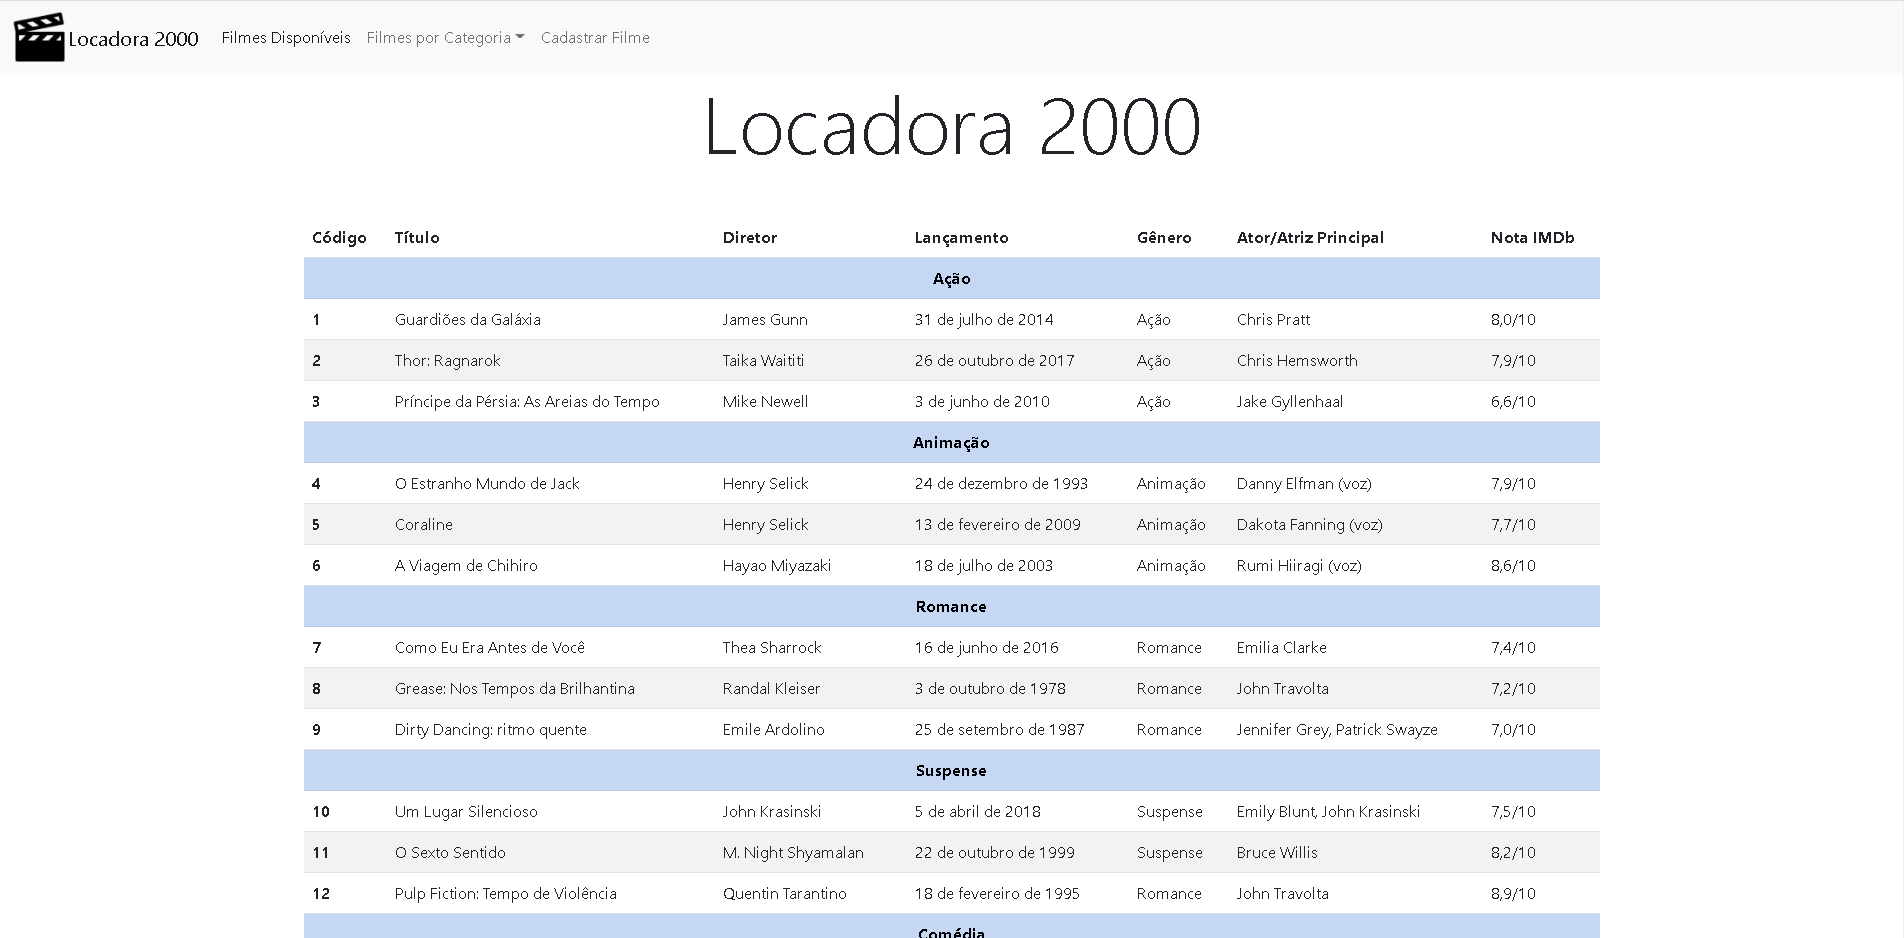 Locadora 2000 Filmes Disponíveis Filmes por Categoria Cadastrar Filme
Locadora 2000
Código Título Diretor Lançamento Gênero Ator/Atriz Principal Nota IMDb
Ação
1 Guardiões da Galáxia James Gunn 31 de julho de 2014 Ação Chris Pratt 8,0/10
2 Thor: Ragnarok Taika Waititi 26 de outubro de 2017 Ação Chris Hemsworth 7,9/10
3 Príncipe da Pérsia: As Areias do Tempo Mike Newell 3 de junho de 2010 Ação Jake Gyllenhaal 6,6/10
Animação
4 O Estranho Mundo de Jack Henry Selick 24 de dezembro de 1993 Animação Danny Elfman (voz) 7,9/10
5 Coraline Henry Selick 13 de fevereiro de 2009 Animação Dakota Fanning (voz) 7,7/10
6 A Viagem de Chihiro Hayao Miyazaki 18 de julho de 2003 Animação Rumi Hiiragi (voz) 8,6/10
Romance
7 Como Eu Era Antes de Você Thea Sharrock 16 de junho de 2016 Romance Emilia Clarke 7,4/10
8 Grease: Nos Tempos da Brilhantina Randal Kleiser 3 de outubro de 1978 Romance John Travolta 7,2/10
9 Dirty Dancing: ritmo quente Emile Ardolino 25 de setembro de 1987 Romance Jennifer Grey, Patrick Swayze 7,0/10
Suspense
10 Um Lugar Silencioso John Krasinski 5 de abril de 2018 Suspense Emily Blunt, John Krasinski 7,5/10
11 O Sexto Sentido M. Night Shyamalan 22 de outubro de 1999 Suspense Bruce Willis 8,2/10
12 Pulp Fiction: Tempo de Violência Quentin Tarantino 18 de fevereiro de 1995 Romance John Travolta 8,9/10
Comédia